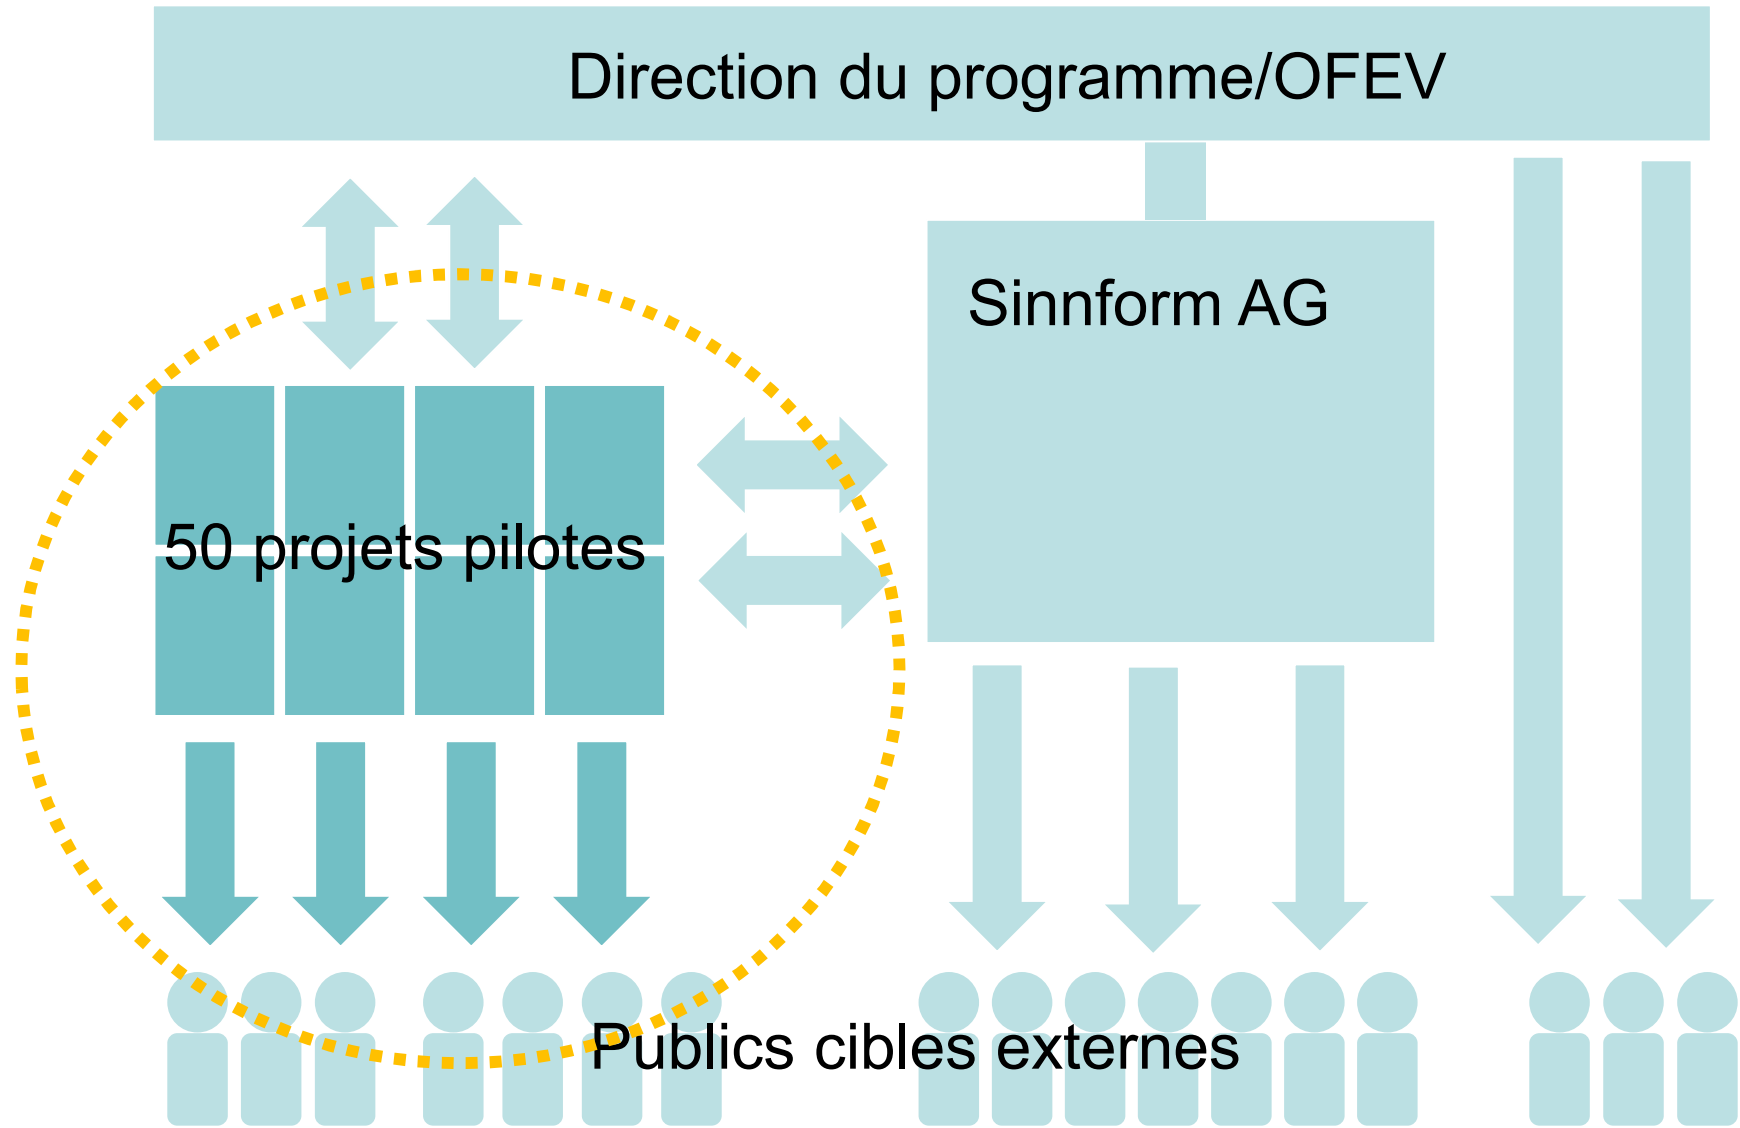 Direction du programme/OFEV
Sinnform AG
50 projets pilotes
Publics cibles externes